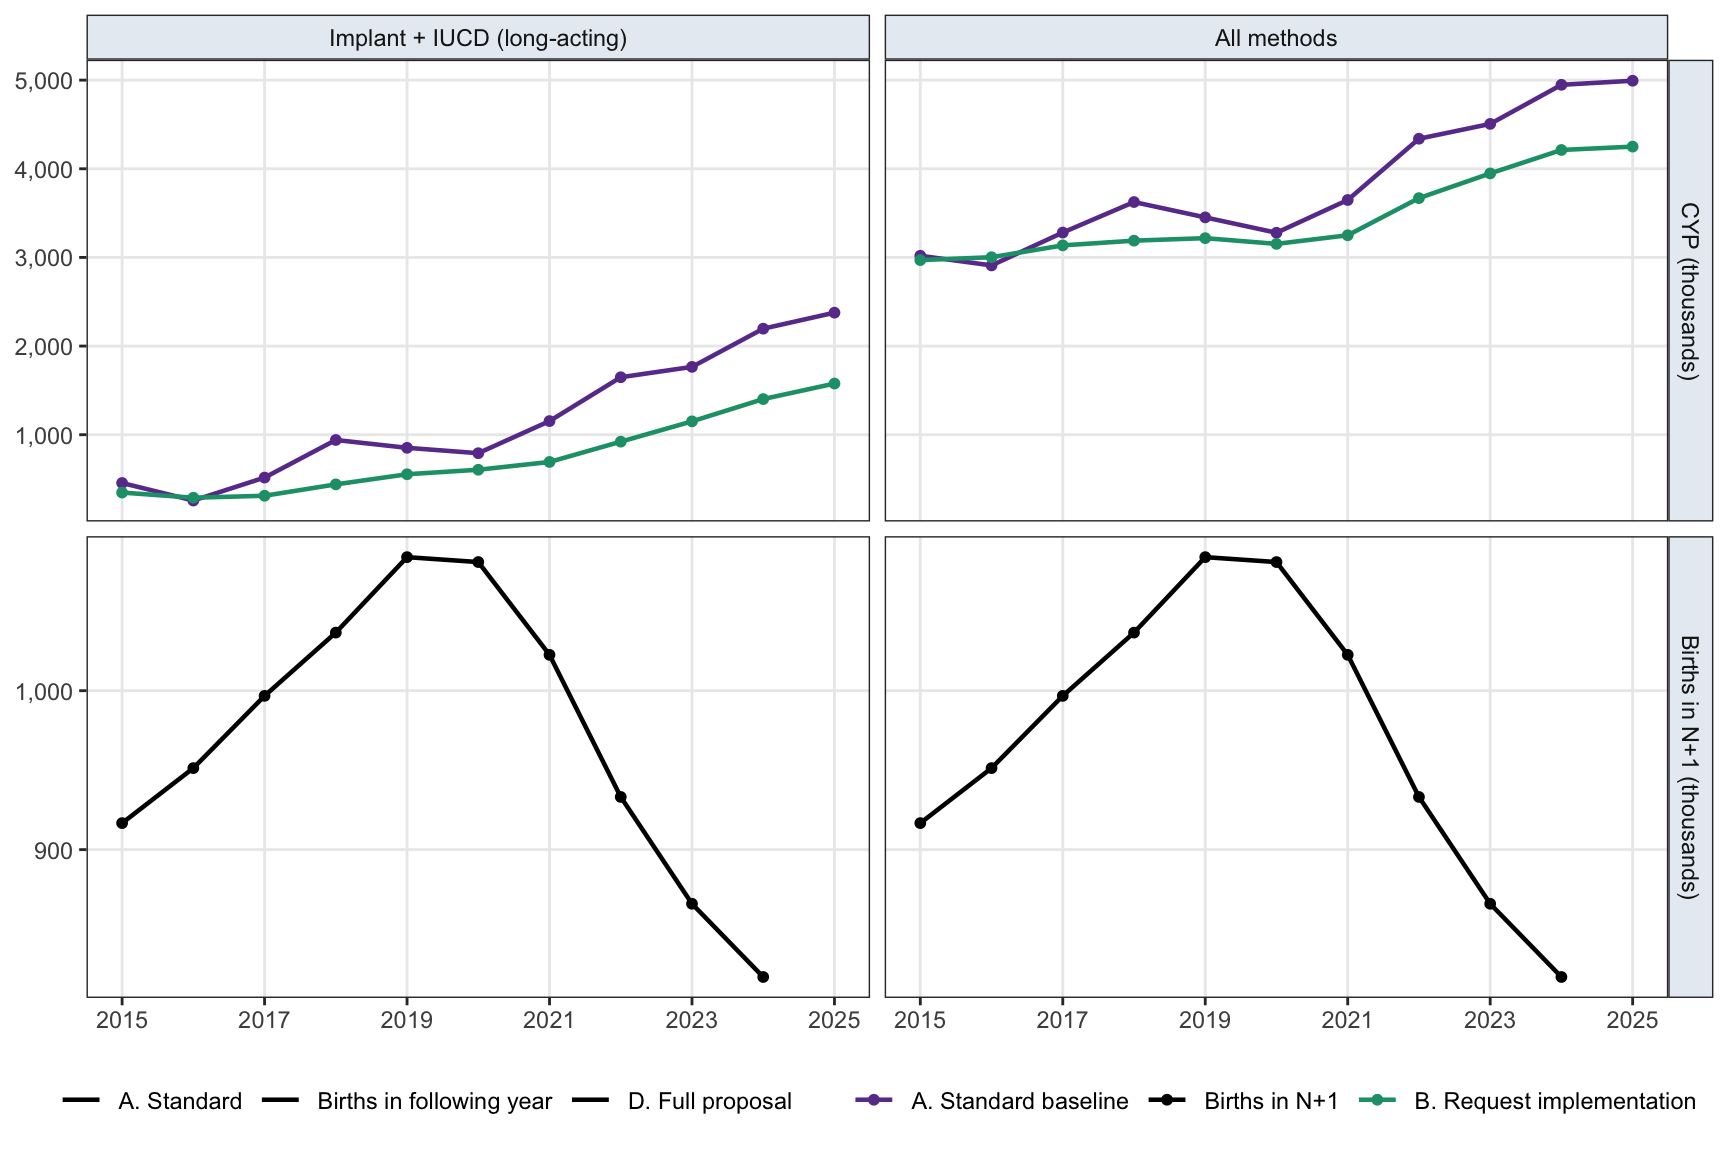 Implant + IUCD (long-acting)
All methods
5,000
4,000
3,000
2,000
1,000
CYP (thousands)
1,000
900
Births in N+1 (thousands)
2015 2017 2019 2021 2023 2025
2015 2017 2019 2021 2023 2025
A. Standard Births in following year D. Full proposal A. Standard baseline Births in N+1 B. Request implementation